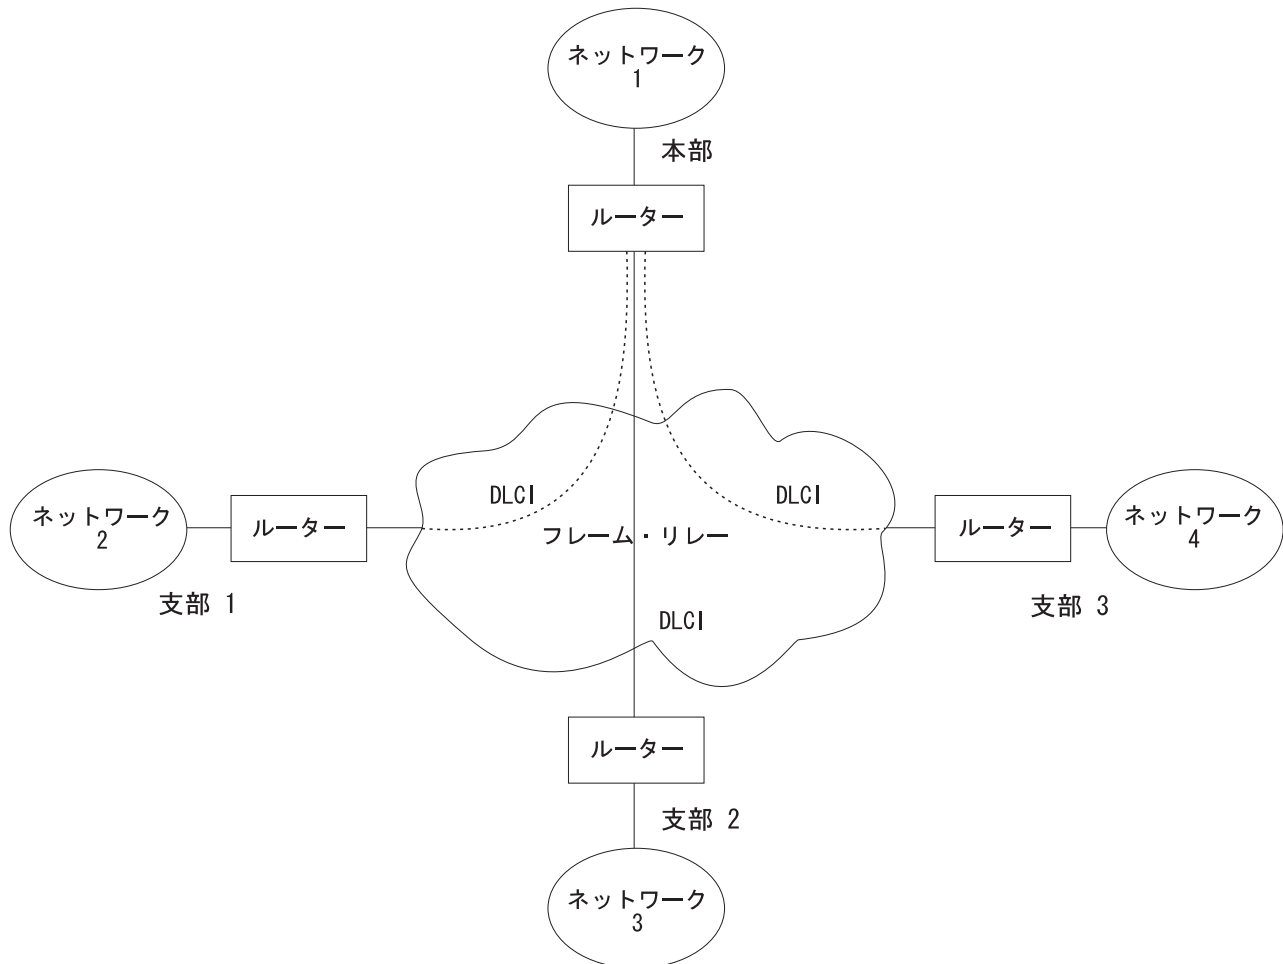 ネットワーク
1
本部
ルーター
DLCI
DLCI
ネットワーク
2
ルーター
フレーム・リレー
ルーター
ネットワーク
4
支部 1
支部 3
DLCI
ルーター
支部 2
ネットワーク
3